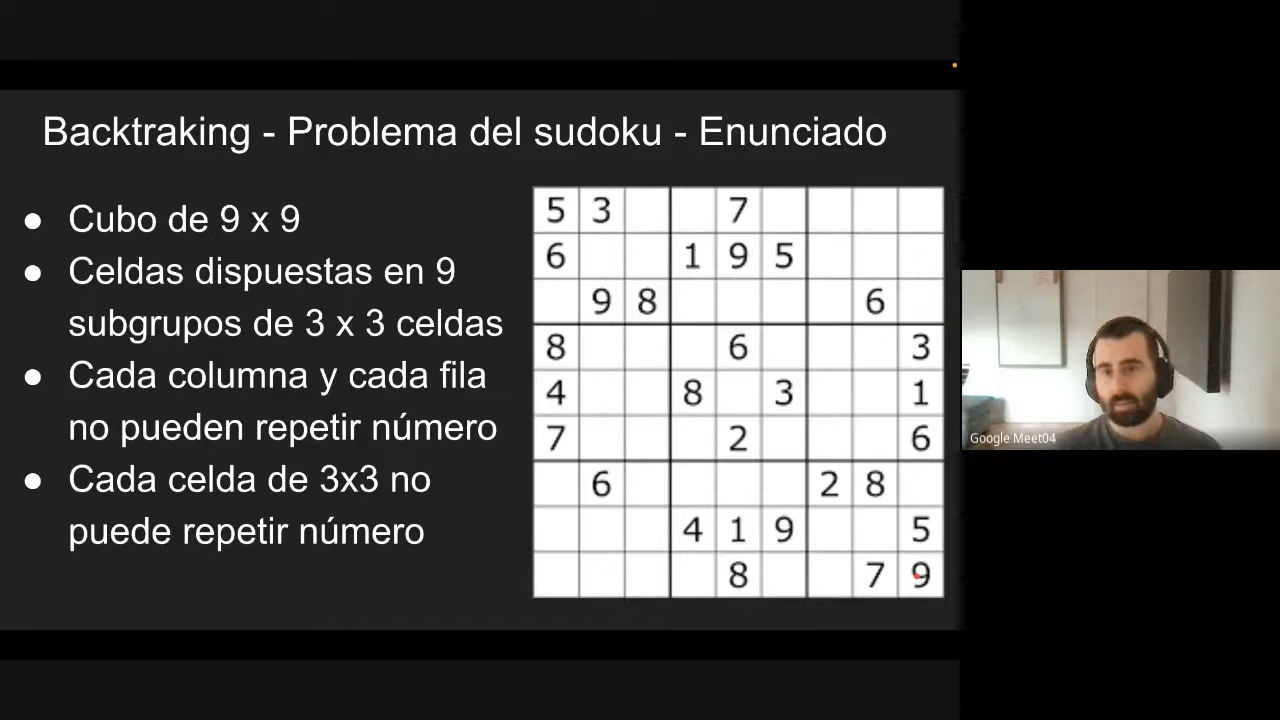 Backtraking - Problema del sudoku - Enunciado
● Cubo de 9 x 9
● Celdas dispuestas en 9
subgrupos de 3 x 3 celdas
● Cada columna y cada fila
no pueden repetir número
● Cada celda de 3x3 no
puede repetir número
5 3 7
6 1 9 5
9 8 6
8 6 3
4 8 3 1
7 2 6
6 2 8
4 1 9 5
8 7 9
Google Meet04